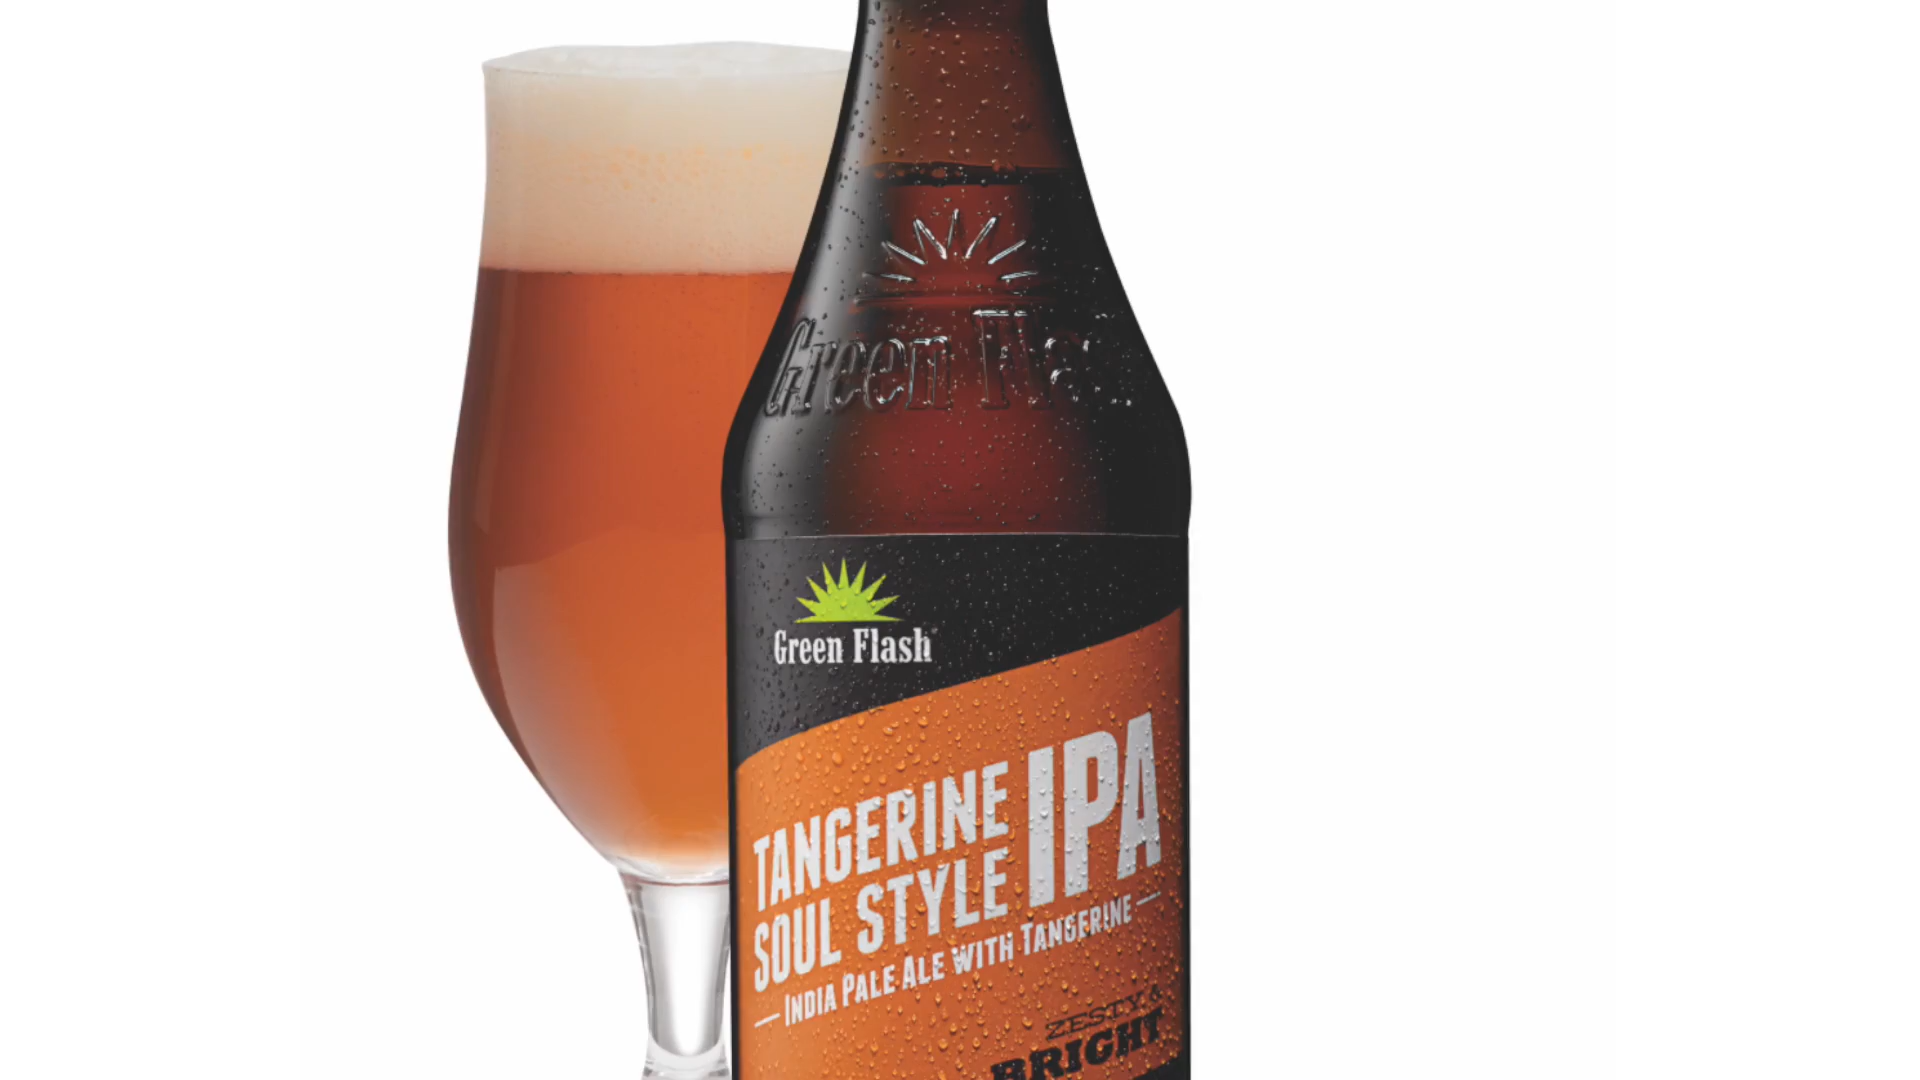 Green Flash
Green Flash
TANGERINE
SOUL STYLE
IPA
INDIA PALE ALE WITH TANGERINE
ZESTY &
BRIGHT